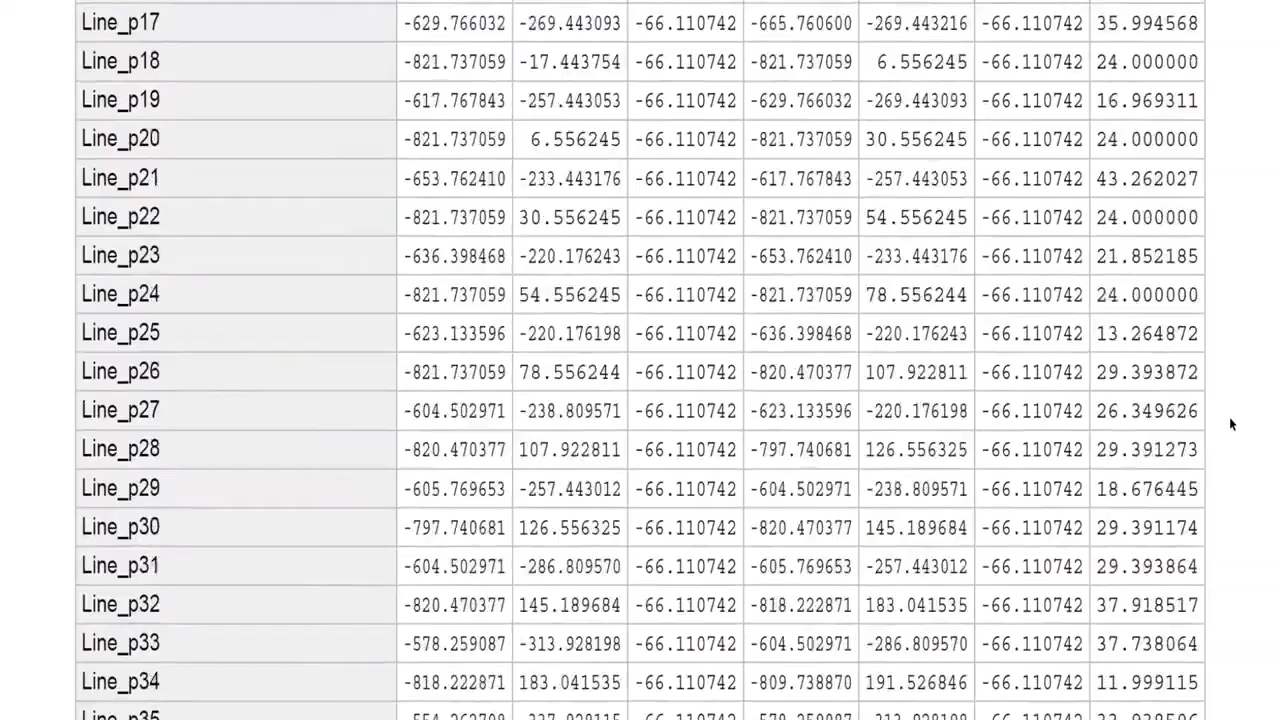 Line_p17 -629.766032 -269.443093 -66.110742 -665.760600 -269.443216 -66.110742 35.994568
Line_p18 -821.737059 -17.443754 -66.110742 -821.737059 6.556245 -66.110742 24.000000
Line_p19 -617.767843 -257.443053 -66.110742 -629.766032 -269.443093 -66.110742 16.969311
Line_p20 -821.737059 6.556245 -66.110742 -821.737059 30.556245 -66.110742 24.000000
Line_p21 -653.762410 -233.443176 -66.110742 -617.767843 -257.443053 -66.110742 43.262027
Line_p22 -821.737059 30.556245 -66.110742 -821.737059 54.556245 -66.110742 24.000000
Line_p23 -636.398468 -220.176243 -66.110742 -653.762410 -233.443176 -66.110742 21.852185
Line_p24 -821.737059 54.556245 -66.110742 -821.737059 78.556244 -66.110742 24.000000
Line_p25 -623.133596 -220.176198 -66.110742 -636.398468 -220.176243 -66.110742 13.264872
Line_p26 -821.737059 78.556244 -66.110742 -820.470377 107.922811 -66.110742 29.393872
Line_p27 -604.502971 -238.809571 -66.110742 -623.133596 -220.176198 -66.110742 26.349626
Line_p28 -820.470377 107.922811 -66.110742 -797.740681 126.556325 -66.110742 29.391273
Line_p29 -605.769653 -257.443012 -66.110742 -604.502971 -238.809571 -66.110742 18.676445
Line_p30 -797.740681 126.556325 -66.110742 -820.470377 145.189684 -66.110742 29.391174
Line_p31 -604.502971 -286.809570 -66.110742 -605.769653 -257.443012 -66.110742 29.393864
Line_p32 -820.470377 145.189684 -66.110742 -818.222871 183.041535 -66.110742 37.918517
Line_p33 -578.259087 -313.928198 -66.110742 -604.502971 -286.809570 -66.110742 37.738064
Line_p34 -818.222871 183.041535 -66.110742 -809.738870 191.526846 -66.110742 11.999115
Line_p35